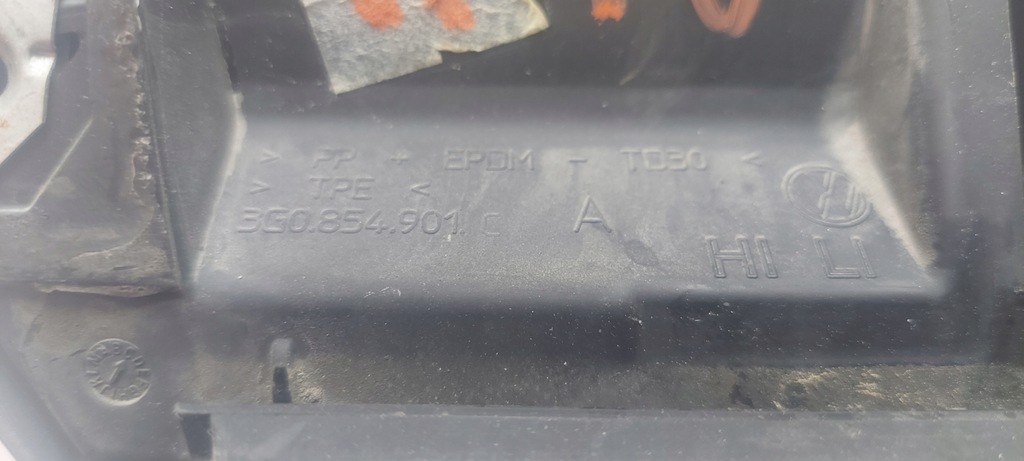 > PP + EPDM - TD30 <
> TPE <
3G0.854.901. C A
HI LI